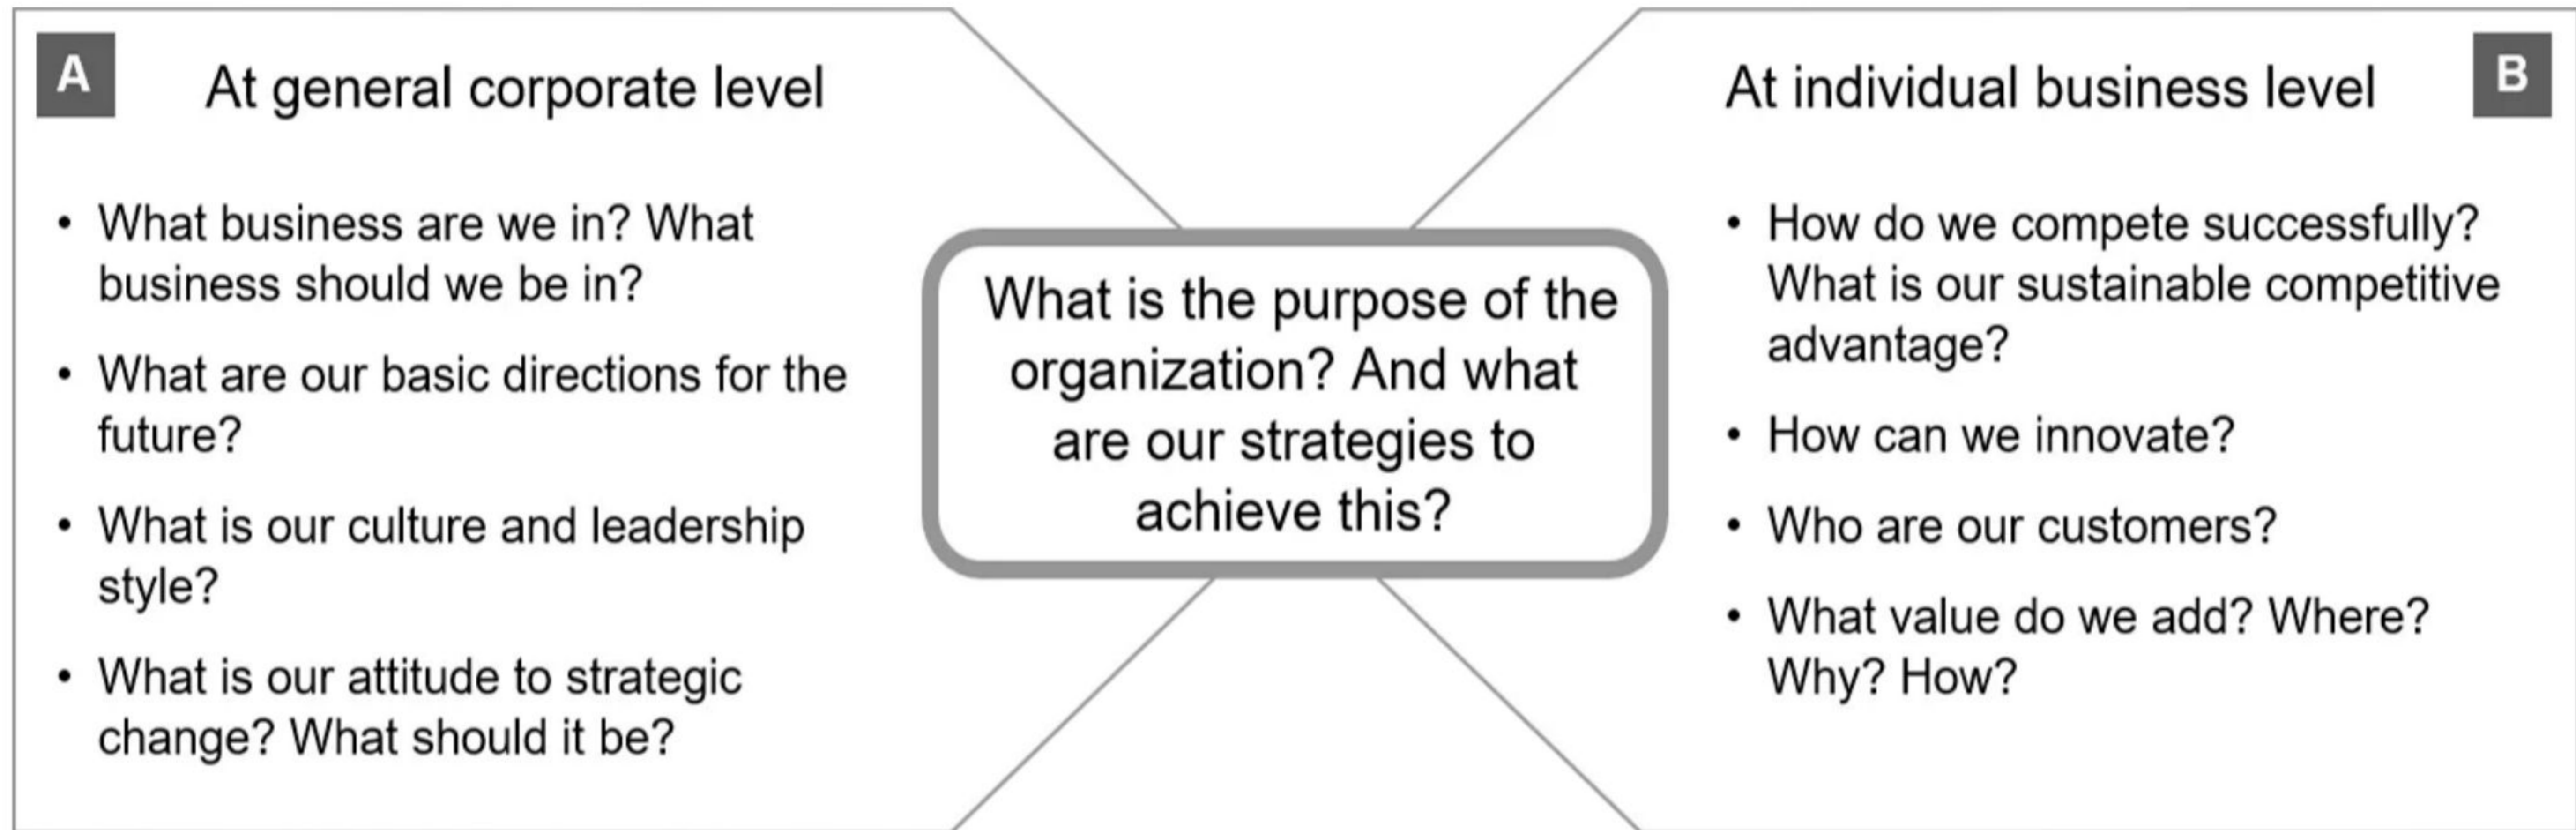 A
At general corporate level
• What business are we in? What
business should we be in?
• What are our basic directions for the
future?
• What is our culture and leadership
style?
• What is our attitude to strategic
change? What should it be?
What is the purpose of the
organization? And what
are our strategies to
achieve this?
At individual business level
B
• How do we compete successfully?
What is our sustainable competitive
advantage?
• How can we innovate?
• Who are our customers?
• What value do we add? Where?
Why? How?